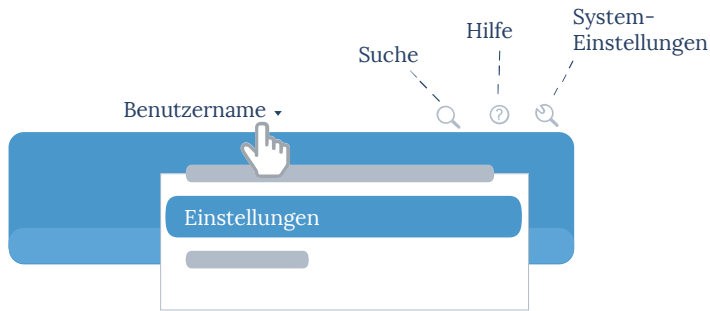 System-
Einstellungen
Hilfe
Suche
Benutzername
?
Einstellungen